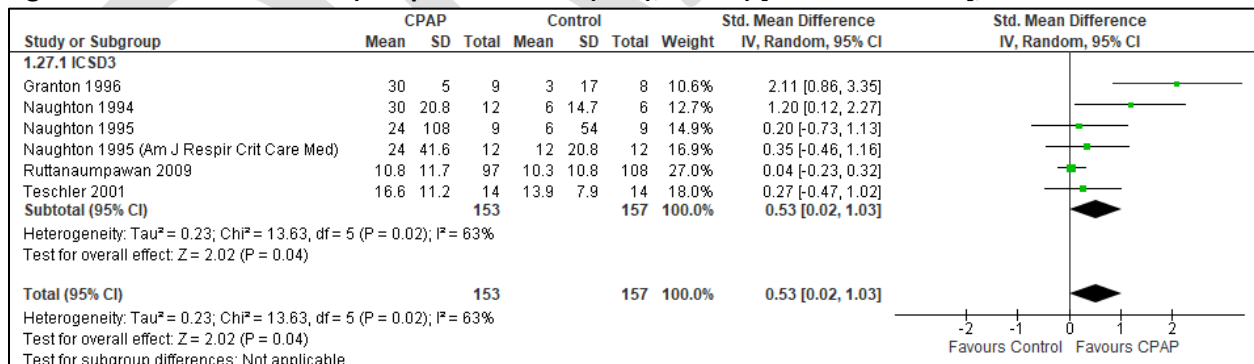 CPAP Control Std. Mean Difference Std. Mean Difference
Study or Subgroup Mean SD Total Mean SD Total Weight IV, Random, 95% CI IV, Random, 95% CI
1.27.1 ICSD3
Granton 1996 30 5 9 3 17 8 10.6% 2.11 [0.86, 3.35]
Naughton 1994 30 20.8 12 6 14.7 6 12.7% 1.20 [0.12, 2.27]
Naughton 1995 24 108 9 6 54 9 14.9% 0.20 [-0.73, 1.13]
Naughton 1995 (Am J Respir Crit Care Med) 24 41.6 12 12 20.8 12 16.9% 0.35 [-0.46, 1.16]
Ruttanaumpawan 2009 10.8 11.7 97 10.3 10.8 108 27.0% 0.04 [-0.23, 0.32]
Teschler 2001 16.6 11.2 14 13.9 7.9 14 18.0% 0.27 [-0.47, 1.02]
Subtotal (95% CI) 153 157 100.0% 0.53 [0.02, 1.03]
Heterogeneity: Tau² = 0.23; Chi² = 13.63, df = 5 (P = 0.02); I² = 63%
Test for overall effect: Z = 2.02 (P = 0.04)
Total (95% CI) 153 157 100.0% 0.53 [0.02, 1.03]
Heterogeneity: Tau² = 0.23; Chi² = 13.63, df = 5 (P = 0.02); I² = 63%
Test for overall effect: Z = 2.02 (P = 0.04)
Test for subgroup differences: Not applicable
-2 -1 0 1 2
Favours Control Favours CPAP